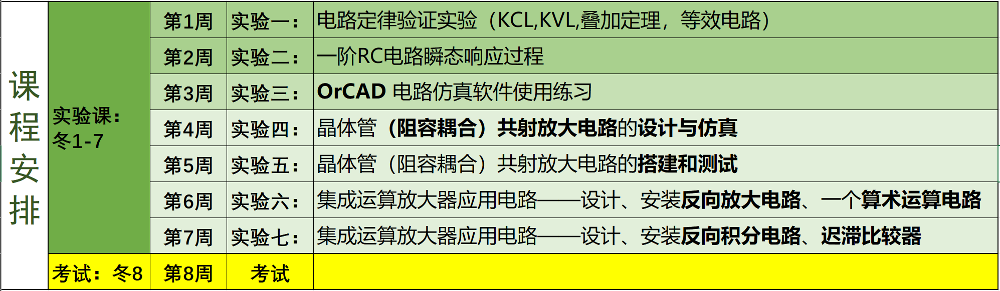 课程安排
实验课：
冬1-7
第1周 实验一： 电路定律验证实验（KCL,KVL,叠加定理，等效电路）
第2周 实验二： 一阶RC电路瞬态响应过程
第3周 实验三： OrCAD 电路仿真软件使用练习
第4周 实验四： 晶体管（阻容耦合）共射放大电路的设计与仿真
第5周 实验五： 晶体管（阻容耦合）共射放大电路的搭建和测试
第6周 实验六： 集成运算放大器应用电路——设计、安装反向放大电路、一个算术运算电路
第7周 实验七： 集成运算放大器应用电路——设计、安装反向积分电路、迟滞比较器
考试：冬8 第8周 考试